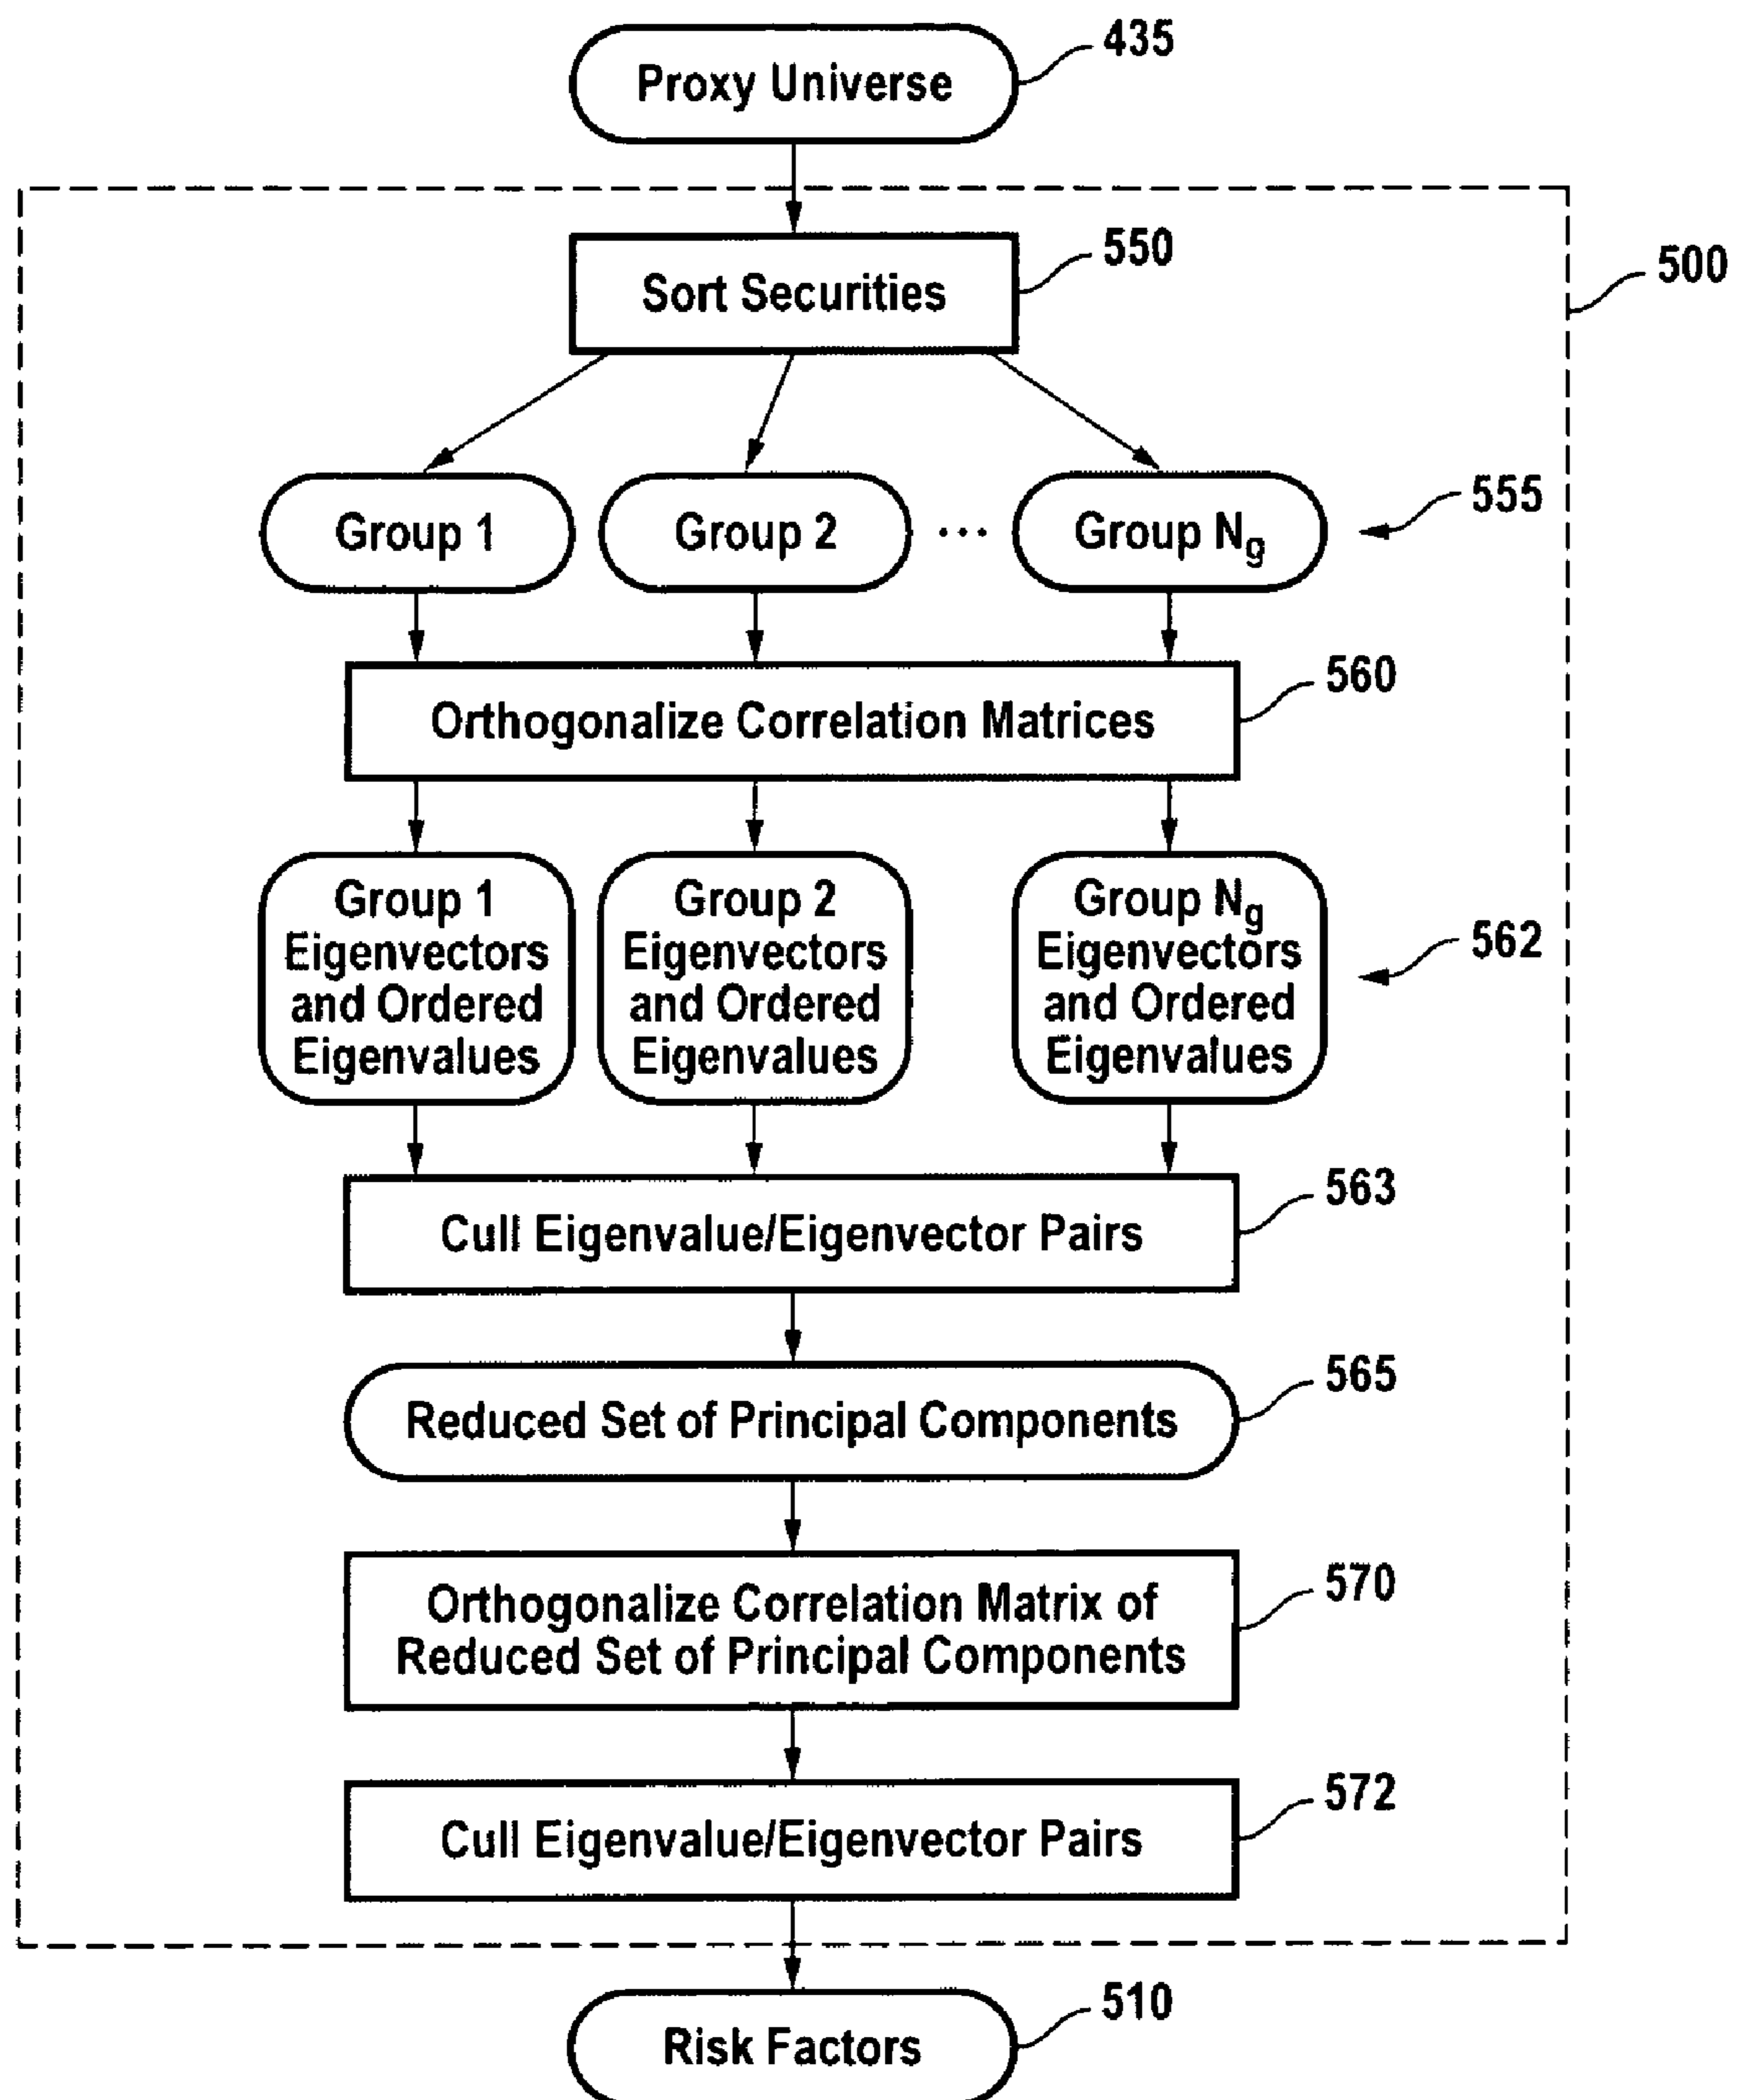 435
Proxy Universe
550
Sort Securities
500
555
Group 1
Group 2
...
Group Ng
560
Orthogonalize Correlation Matrices
Group 1
Eigenvectors
and Ordered
Eigenvalues
Group 2
Eigenvectors
and Ordered
Eigenvalues
Group Ng
Eigenvectors
and Ordered
Eigenvalues
562
563
Cull Eigenvalue/Eigenvector Pairs
565
Reduced Set of Principal Components
570
Orthogonalize Correlation Matrix of
Reduced Set of Principal Components
572
Cull Eigenvalue/Eigenvector Pairs
510
Risk Factors